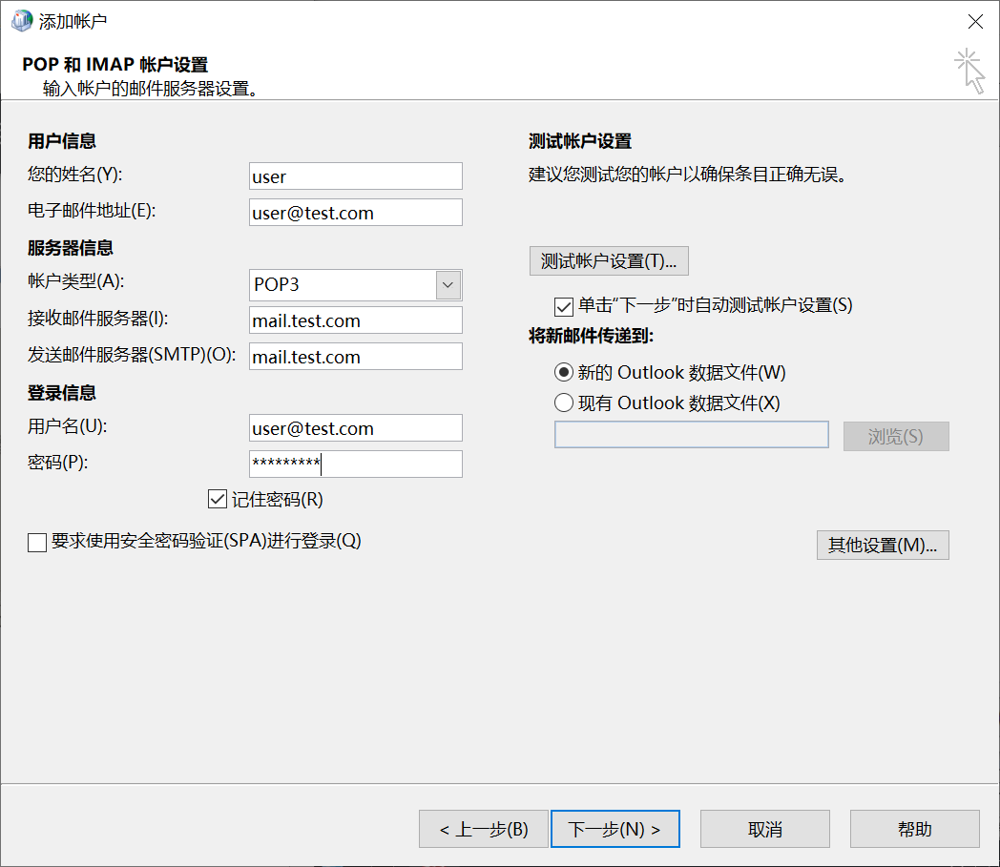 添加帐户
POP 和 IMAP 帐户设置
输入帐户的邮件服务器设置。
用户信息
您的姓名(Y): user
电子邮件地址(E): user@test.com
服务器信息
帐户类型(A): POP3
接收邮件服务器(I): mail.test.com
发送邮件服务器(SMTP)(O): mail.test.com
登录信息
用户名(U): user@test.com
密码(P): *********
记住密码(R)
要求使用安全密码验证(SPA)进行登录(Q)
测试帐户设置
建议您测试您的帐户以确保条目正确无误。
测试帐户设置(T)...
单击“下一步”时自动测试帐户设置(S)
将新邮件传递到:
新的 Outlook 数据文件(W)
现有 Outlook 数据文件(X)
浏览(S)
其他设置(M)...
< 上一步(B) 下一步(N) > 取消 帮助